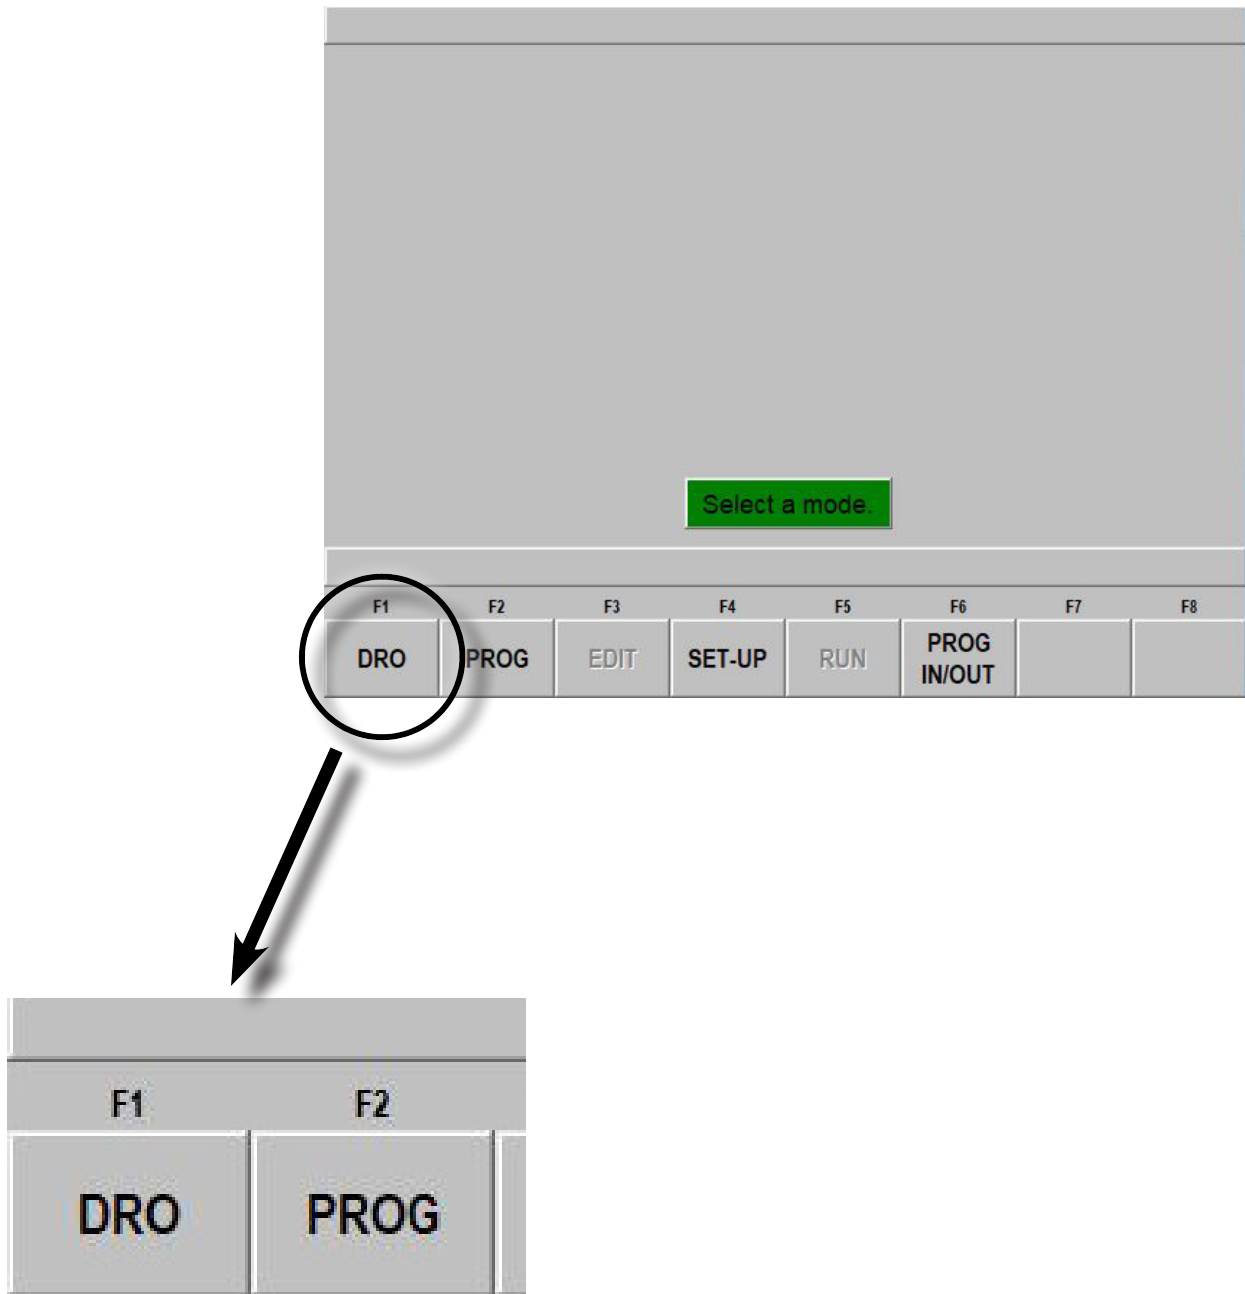 Select a mode.
F1 F2 F3 F4 F5 F6 F7 F8
DRO PROG EDIT SET-UP RUN PROG IN/OUT
F1 F2
DRO PROG